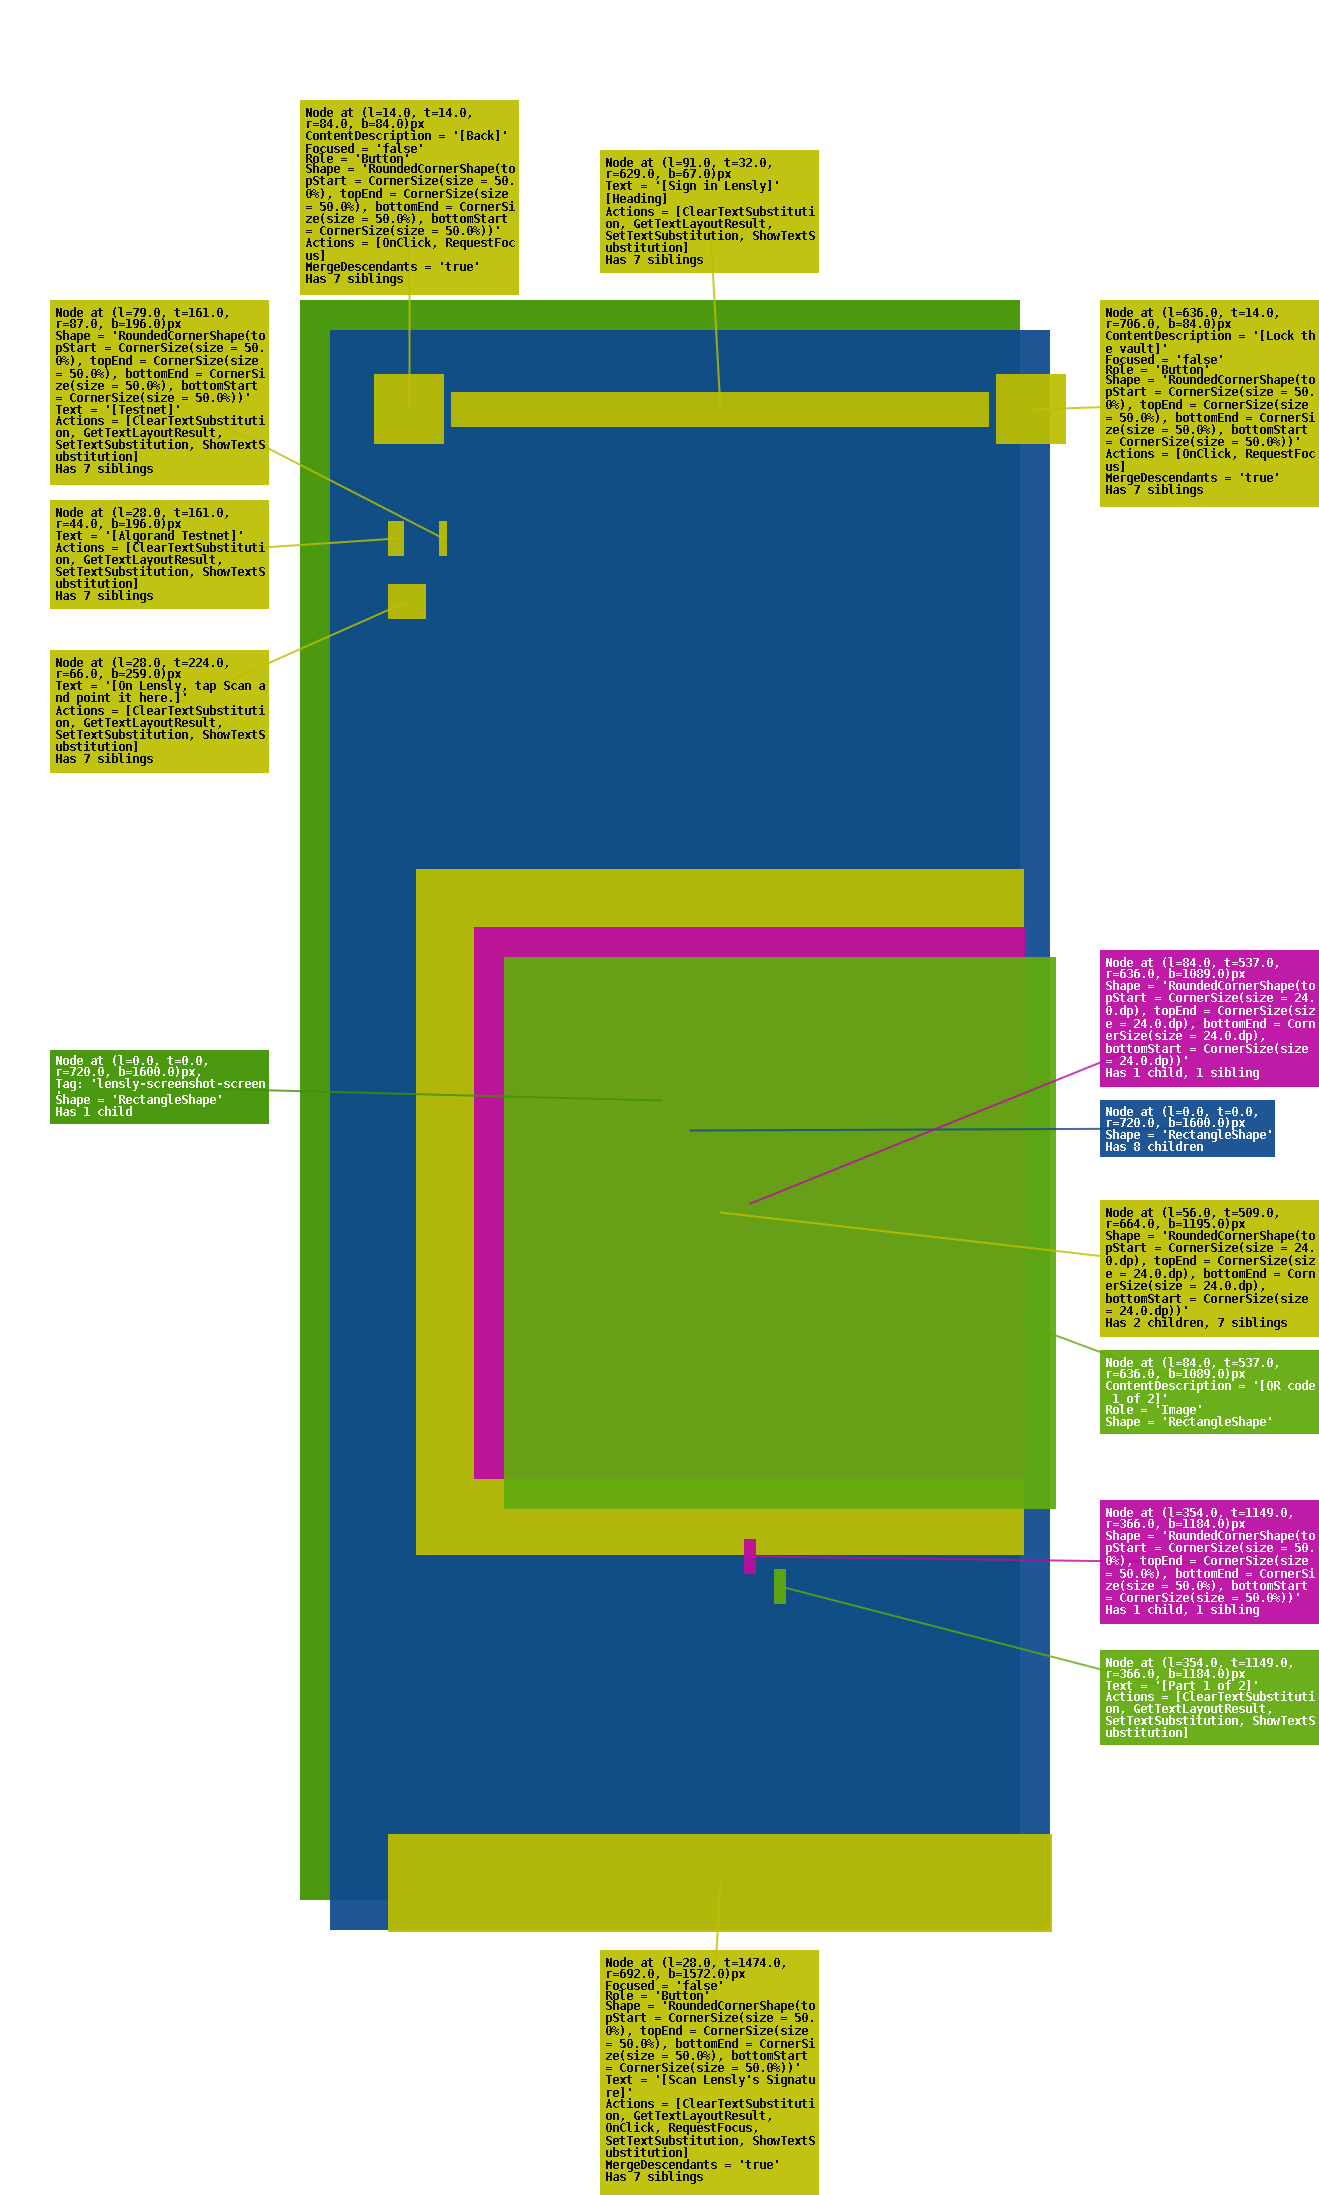 Node at (l=14.0, t=14.0,
r=84.0, b=84.0)px
ContentDescription = '[Back]'
Focused = 'false'
Role = 'Button'
Shape = 'RoundedCornerShape(to
pStart = CornerSize(size = 50.
0%), topEnd = CornerSize(size
= 50.0%), bottomEnd = CornerSi
ze(size = 50.0%), bottomStart
= CornerSize(size = 50.0%))'
Actions = [OnClick, RequestFoc
us]
MergeDescendants = 'true'
Has 7 siblings
Node at (l=91.0, t=32.0,
r=629.0, b=67.0)px
Text = '[Sign in Lensly]'
[Heading]
Actions = [ClearTextSubstituti
on, GetTextLayoutResult,
SetTextSubstitution, ShowTextS
ubstitution]
Has 7 siblings
Node at (l=79.0, t=161.0,
r=87.0, b=196.0)px
Shape = 'RoundedCornerShape(to
pStart = CornerSize(size = 50.
0%), topEnd = CornerSize(size
= 50.0%), bottomEnd = CornerSi
ze(size = 50.0%), bottomStart
= CornerSize(size = 50.0%))'
Text = '[Testnet]'
Actions = [ClearTextSubstituti
on, GetTextLayoutResult,
SetTextSubstitution, ShowTextS
ubstitution]
Has 7 siblings
Node at (l=636.0, t=14.0,
r=706.0, b=84.0)px
ContentDescription = '[Lock th
e vault]'
Focused = 'false'
Role = 'Button'
Shape = 'RoundedCornerShape(to
pStart = CornerSize(size = 50.
0%), topEnd = CornerSize(size
= 50.0%), bottomEnd = CornerSi
ze(size = 50.0%), bottomStart
= CornerSize(size = 50.0%))'
Actions = [OnClick, RequestFoc
us]
MergeDescendants = 'true'
Has 7 siblings
Node at (l=28.0, t=161.0,
r=44.0, b=196.0)px
Text = '[Algorand Testnet]'
Actions = [ClearTextSubstituti
on, GetTextLayoutResult,
SetTextSubstitution, ShowTextS
ubstitution]
Has 7 siblings
Node at (l=28.0, t=224.0,
r=66.0, b=259.0)px
Text = '[On Lensly, tap Scan a
nd point it here.]'
Actions = [ClearTextSubstituti
on, GetTextLayoutResult,
SetTextSubstitution, ShowTextS
ubstitution]
Has 7 siblings
Node at (l=84.0, t=537.0,
r=636.0, b=1089.0)px
Shape = 'RoundedCornerShape(to
pStart = CornerSize(size = 24.
0.dp), topEnd = CornerSize(siz
e = 24.0.dp), bottomEnd = Corn
erSize(size = 24.0.dp),
bottomStart = CornerSize(size
= 24.0.dp))'
Has 1 child, 1 sibling
Node at (l=0.0, t=0.0,
r=720.0, b=1600.0)px,
Tag: 'lensly-screenshot-screen
'
Shape = 'RectangleShape'
Has 1 child
Node at (l=0.0, t=0.0,
r=720.0, b=1600.0)px
Shape = 'RectangleShape'
Has 8 children
Node at (l=56.0, t=509.0,
r=664.0, b=1195.0)px
Shape = 'RoundedCornerShape(to
pStart = CornerSize(size = 24.
0.dp), topEnd = CornerSize(siz
e = 24.0.dp), bottomEnd = Corn
erSize(size = 24.0.dp),
bottomStart = CornerSize(size
= 24.0.dp))'
Has 2 children, 7 siblings
Node at (l=84.0, t=537.0,
r=636.0, b=1089.0)px
ContentDescription = '[QR code
1 of 2]'
Role = 'Image'
Shape = 'RectangleShape'
Node at (l=354.0, t=1149.0,
r=366.0, b=1184.0)px
Shape = 'RoundedCornerShape(to
pStart = CornerSize(size = 50.
0%), topEnd = CornerSize(size
= 50.0%), bottomEnd = CornerSi
ze(size = 50.0%), bottomStart
= CornerSize(size = 50.0%))'
Has 1 child, 1 sibling
Node at (l=354.0, t=1149.0,
r=366.0, b=1184.0)px
Text = '[Part 1 of 2]'
Actions = [ClearTextSubstituti
on, GetTextLayoutResult,
SetTextSubstitution, ShowTextS
ubstitution]
Node at (l=28.0, t=1474.0,
r=692.0, b=1572.0)px
Focused = 'false'
Role = 'Button'
Shape = 'RoundedCornerShape(to
pStart = CornerSize(size = 50.
0%), topEnd = CornerSize(size
= 50.0%), bottomEnd = CornerSi
ze(size = 50.0%), bottomStart
= CornerSize(size = 50.0%))'
Text = '[Scan Lensly's Signatu
re]'
Actions = [ClearTextSubstituti
on, GetTextLayoutResult,
OnClick, RequestFocus,
SetTextSubstitution, ShowTextS
ubstitution]
MergeDescendants = 'true'
Has 7 siblings